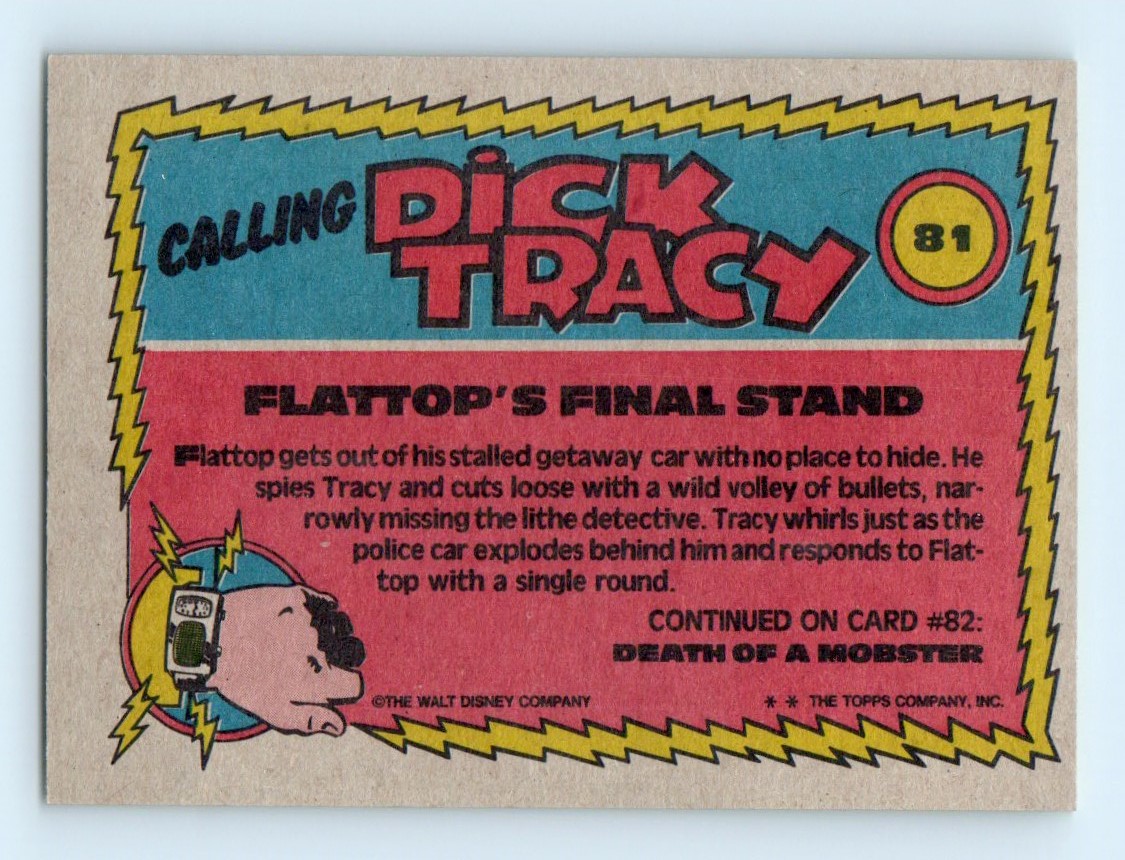 CALLING
DICK
TRACY
81
FLATTOP'S FINAL STAND
Flattop gets out of his stalled getaway car with no place to hide. He
spies Tracy and cuts loose with a wild volley of bullets, nar-
rowly missing the lithe detective. Tracy whirls just as the
police car explodes behind him and responds to Flat-
top with a single round.
CONTINUED ON CARD #82:
DEATH OF A MOBSTER
©THE WALT DISNEY COMPANY
* * THE TOPPS COMPANY, INC.